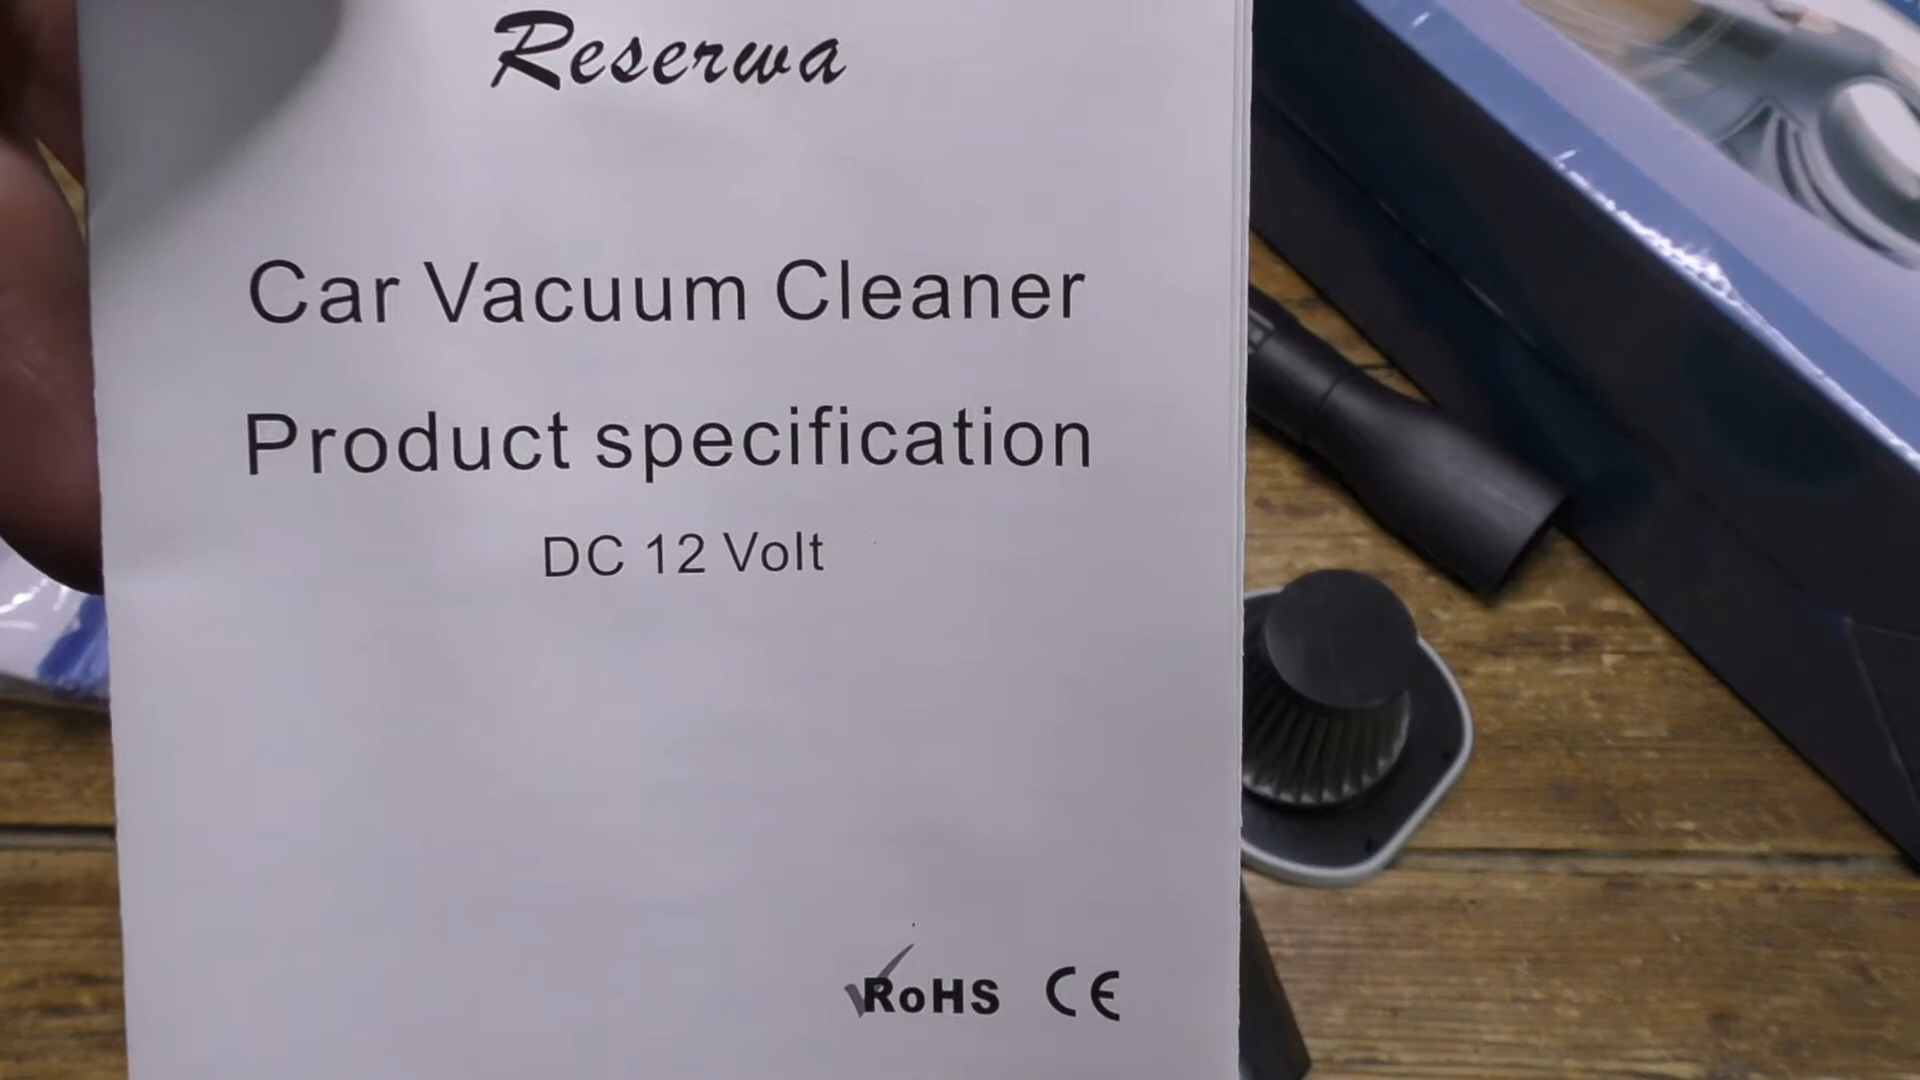 Reserwa
Car Vacuum Cleaner
Product specification
DC 12 Volt
RoHS CE